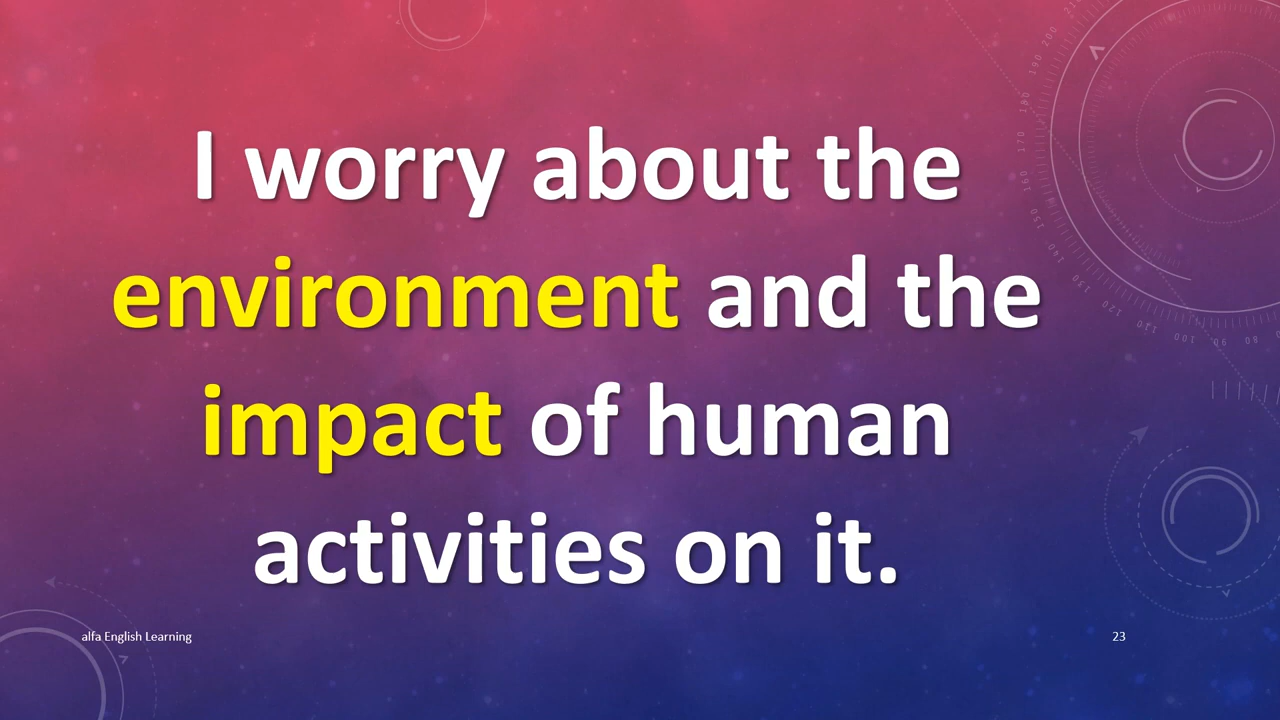 I worry about the
environment and the
impact of human
activities on it.
alfa English Learning
23